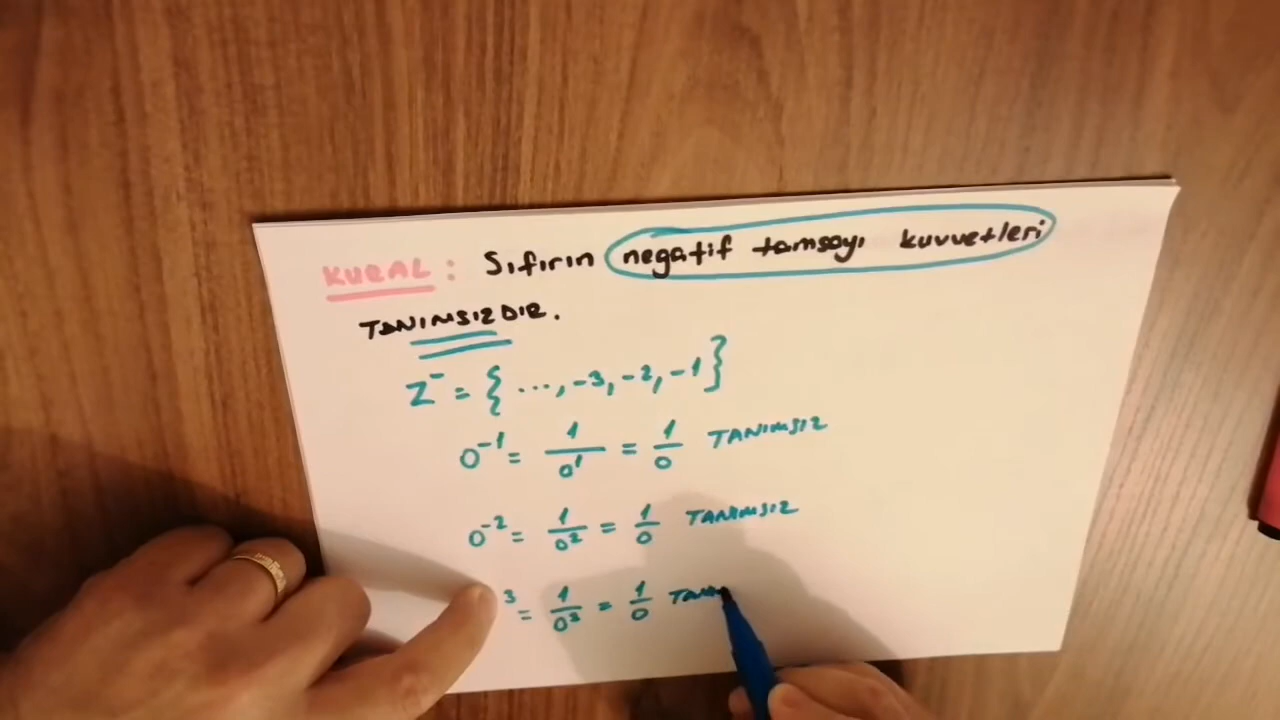 KURAL : Sıfırın negatif tamsayı kuvvetleri
TANIMSIZDIR.
Z⁻ = { ..., -3, -2, -1 }
0⁻¹ = 1/0¹ = 1/0 TANIMSIZ
0⁻² = 1/0² = 1/0 TANIMSIZ
³ = 1/0³ = 1/0